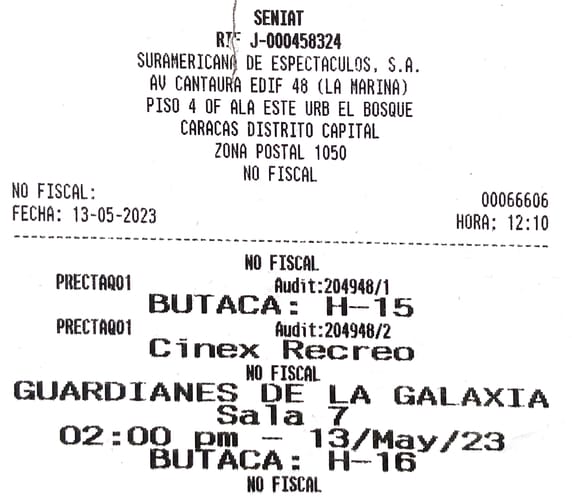 SENIAT
RIF J-000458324
SURAMERICANA DE ESPECTACULOS, S.A.
AV CANTAURA EDIF 48 (LA MARINA)
PISO 4 OF ALA ESTE URB EL BOSQUE
CARACAS DISTRITO CAPITAL
ZONA POSTAL 1050
NO FISCAL
NO FISCAL: 00066606
FECHA: 13-05-2023 HORA: 12:10
NO FISCAL
PRECTAQ01 Audit:204948/1
BUTACA: H-15
PRECTAQ01 Audit:204948/2
Cinex Recreo
NO FISCAL
GUARDIANES DE LA GALAXIA
Sala 7
02:00 pm - 13/May/23
BUTACA: H-16
NO FISCAL